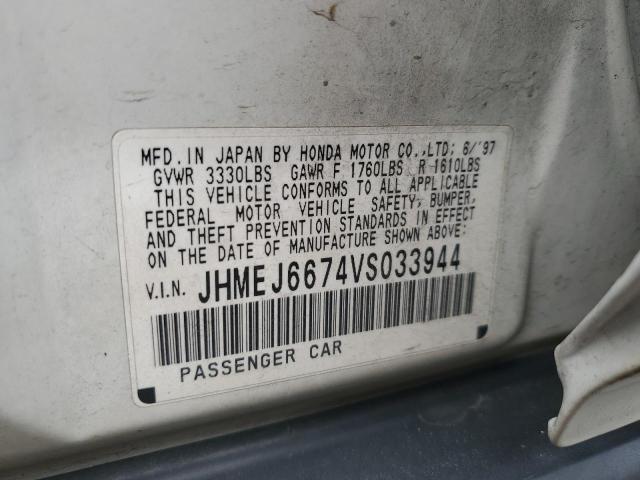 MFD. IN JAPAN BY HONDA MOTOR CO.,LTD; 6/'97
GVWR 3330LBS GAWR F 1760LBS R 1610LBS
THIS VEHICLE CONFORMS TO ALL APPLICABLE
FEDERAL MOTOR VEHICLE SAFETY, BUMPER,
AND THEFT PREVENTION STANDARDS IN EFFECT
ON THE DATE OF MANUFACTURE SHOWN ABOVE:
V.I.N. JHMEJ6674VS033944
PASSENGER CAR